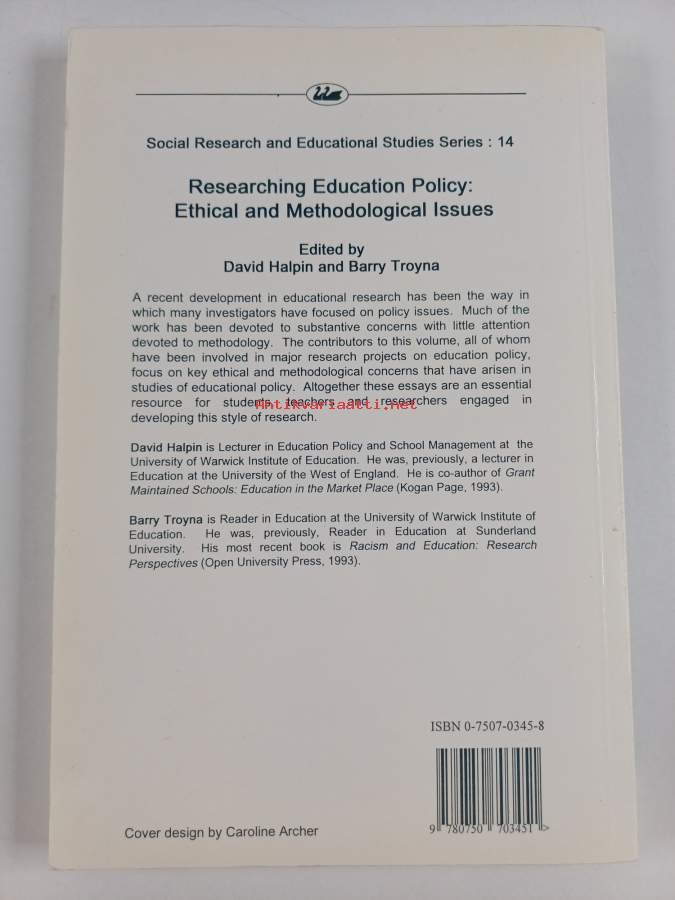 Social Research and Educational Studies Series : 14
Researching Education Policy:
Ethical and Methodological Issues
Edited by
David Halpin and Barry Troyna
A recent development in educational research has been the way in
which many investigators have focused on policy issues. Much of the
work has been devoted to substantive concerns with little attention
devoted to methodology. The contributors to this volume, all of whom
have been involved in major research projects on education policy,
focus on key ethical and methodological concerns that have arisen in
studies of educational policy. Altogether these essays are an essential
resource for students, teachers and researchers engaged in
Antikvariaatti.net
developing this style of research.
David Halpin is Lecturer in Education Policy and School Management at the
University of Warwick Institute of Education. He was, previously, a lecturer in
Education at the University of the West of England. He is co-author of Grant
Maintained Schools: Education in the Market Place (Kogan Page, 1993).
Barry Troyna is Reader in Education at the University of Warwick Institute of
Education. He was, previously, Reader in Education at Sunderland
University. His most recent book is Racism and Education: Research
Perspectives (Open University Press, 1993).
ISBN 0-7507-0345-8
9 780750 703451 >
Cover design by Caroline Archer